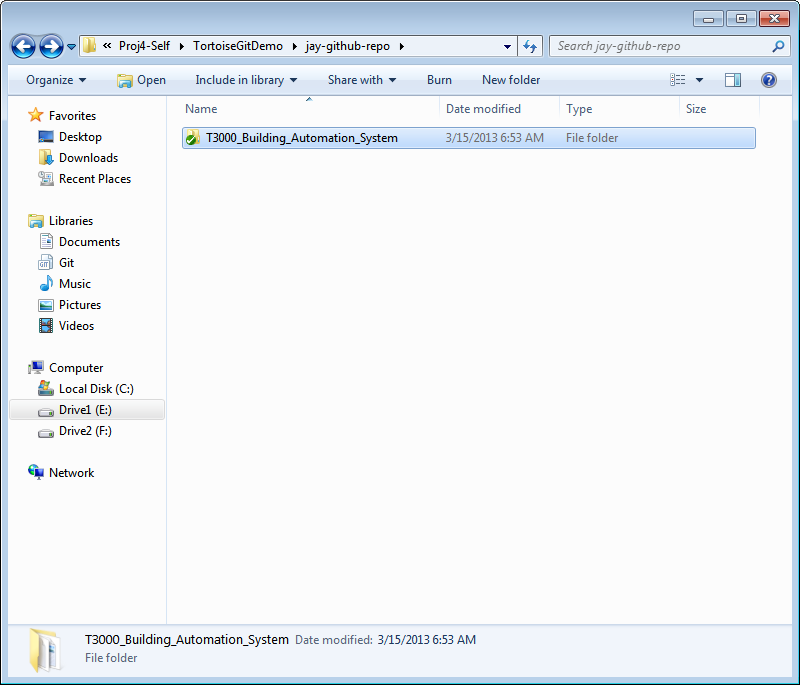 « Proj4-Self ▸ TortoiseGitDemo ▸ jay-github-repo ▸ Search jay-github-repo
Organize Open Include in library Share with Burn New folder
Name Date modified Type Size
T3000_Building_Automation_System 3/15/2013 6:53 AM File folder
Favorites
Desktop
Downloads
Recent Places
Libraries
Documents
Git
Music
Pictures
Videos
Computer
Local Disk (C:)
Drive1 (E:)
Drive2 (F:)
Network
T3000_Building_Automation_System Date modified: 3/15/2013 6:53 AM
File folder